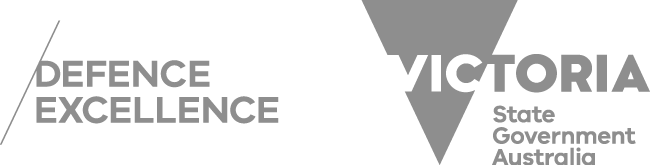 DEFENCE
EXCELLENCE
VICTORIA
State
Government
Australia